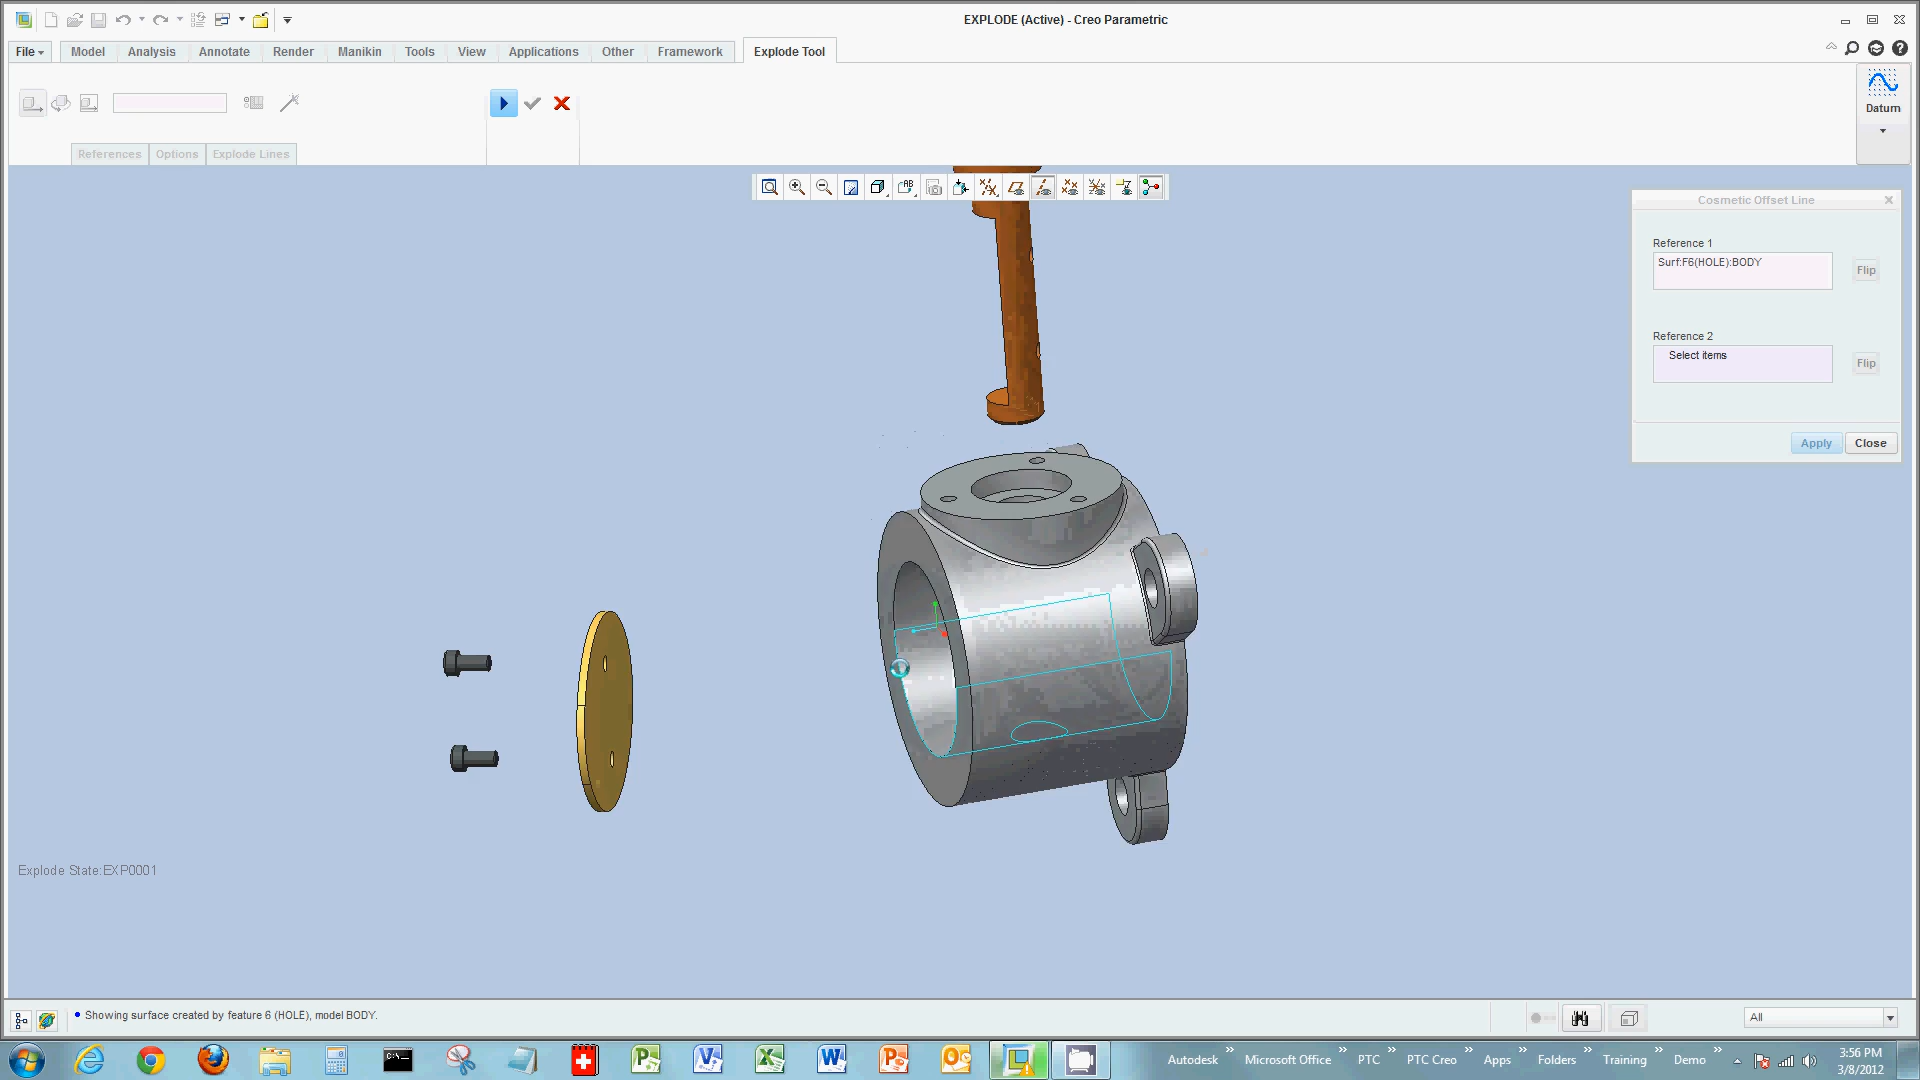 EXPLODE (Active) - Creo Parametric
File
Model
Analysis
Annotate
Render
Manikin
Tools
View
Applications
Other
Framework
Explode Tool
Datum
References
Options
Explode Lines
Cosmetic Offset Line
Reference 1
Surf:F6(HOLE):BODY
Flip
Reference 2
Select items
Flip
Apply
Close
Explode State:EXP0001
Showing surface created by feature 6 (HOLE), model BODY.
All
Autodesk
Microsoft Office
PTC
PTC Creo
Apps
Folders
Training
Demo
3:56 PM
3/8/2012